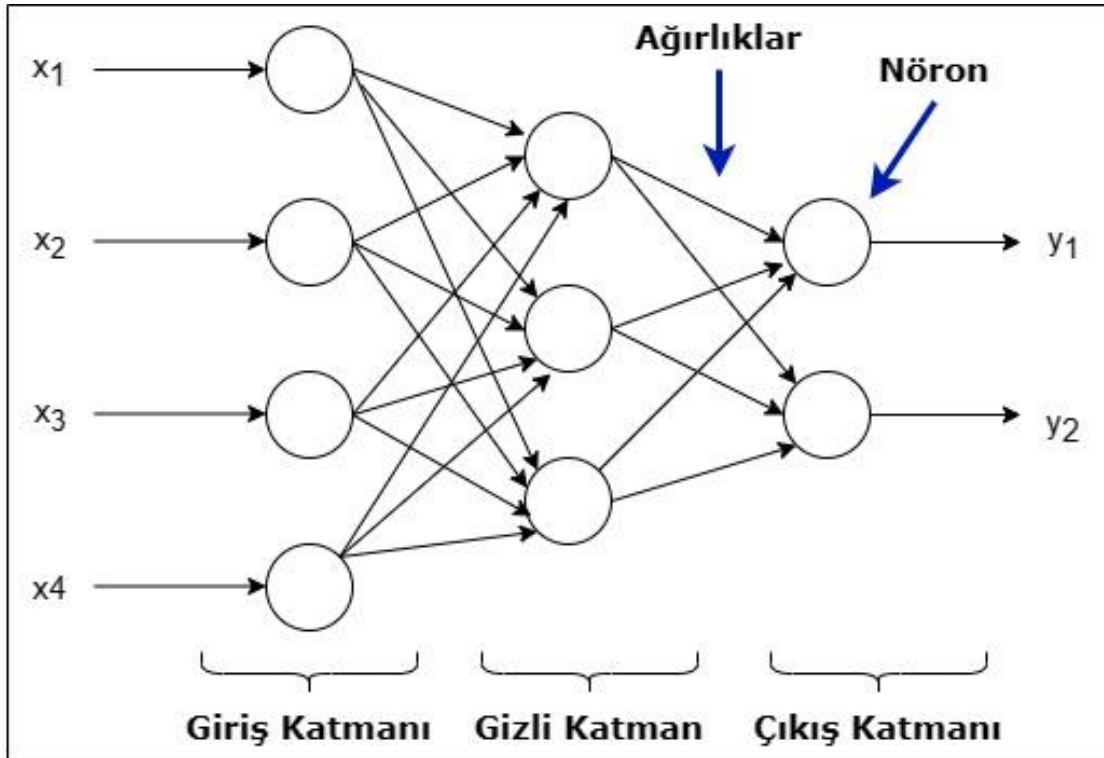 Ağırlıklar
Nöron
x1
x2
x3
x4
y1
y2
Giriş Katmanı
Gizli Katman
Çıkış Katmanı